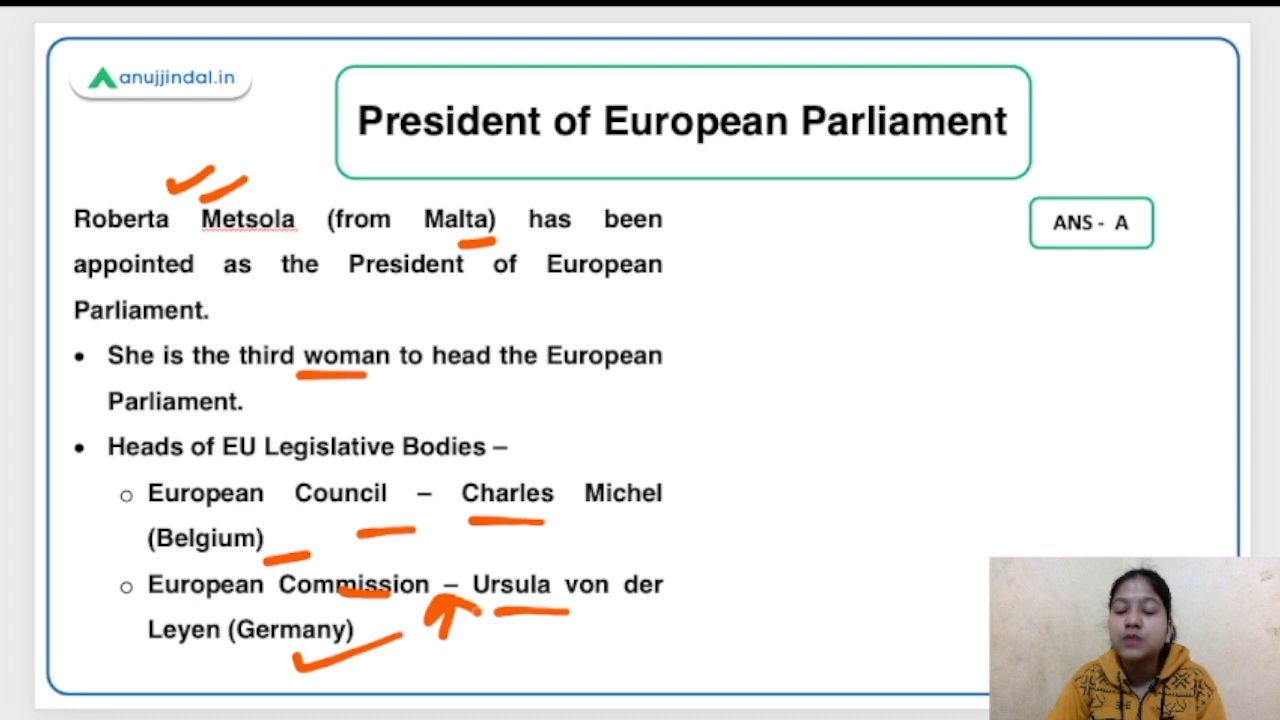 anujjindal.in
President of European Parliament
Roberta Metsola (from Malta) has been
appointed as the President of European
Parliament.
• She is the third woman to head the European
Parliament.
• Heads of EU Legislative Bodies –
o European Council – Charles Michel
(Belgium)
o European Commission – Ursula von der
Leyen (Germany)
ANS - A